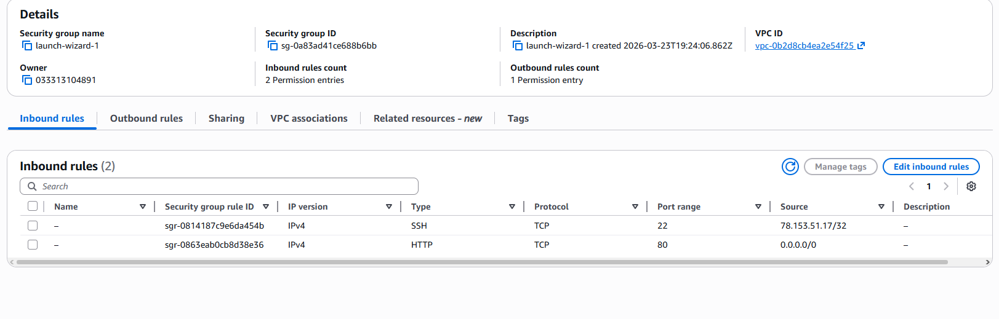 Details
Security group name
launch-wizard-1
Security group ID
sg-0a83ad41ce688b6bb
Description
launch-wizard-1 created 2026-03-23T19:24:06.862Z
VPC ID
vpc-0b2d8cb4ea2e54f25
Owner
033313104891
Inbound rules count
2 Permission entries
Outbound rules count
1 Permission entry
Inbound rules Outbound rules Sharing VPC associations Related resources - new Tags
Inbound rules (2)
Manage tags Edit inbound rules
Search
1
Name Security group rule ID IP version Type Protocol Port range Source Description
– sgr-0814187c9e6da454b IPv4 SSH TCP 22 78.153.51.17/32 –
– sgr-0863eab0cb8d38e36 IPv4 HTTP TCP 80 0.0.0.0/0 –